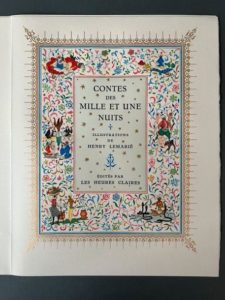 CONTES
DES
MILLE ET UNE
NUITS
ILLUSTRATIONS
DE
HENRY LEMARIÉ
ÉDITÉS PAR
LES HEURES CLAIRES